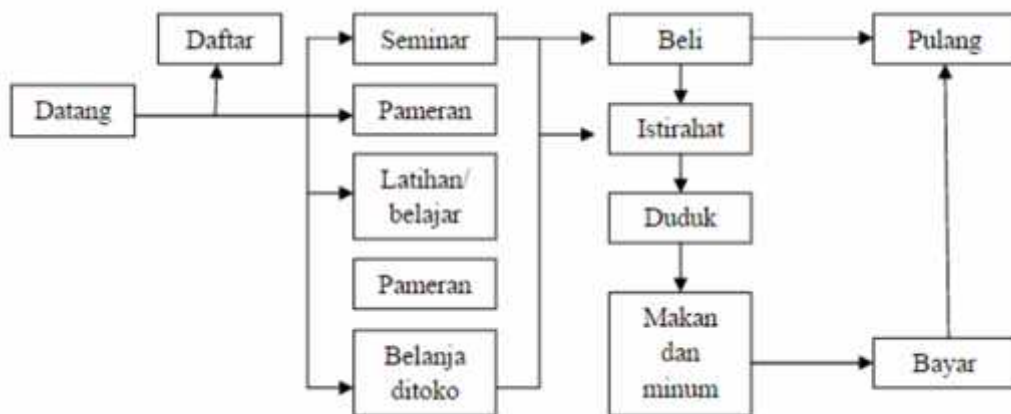 Datang
Daftar
Seminar
Pameran
Latihan/
belajar
Pameran
Belanja
ditoko
Beli
Istirahat
Duduk
Makan
dan
minum
Pulang
Bayar